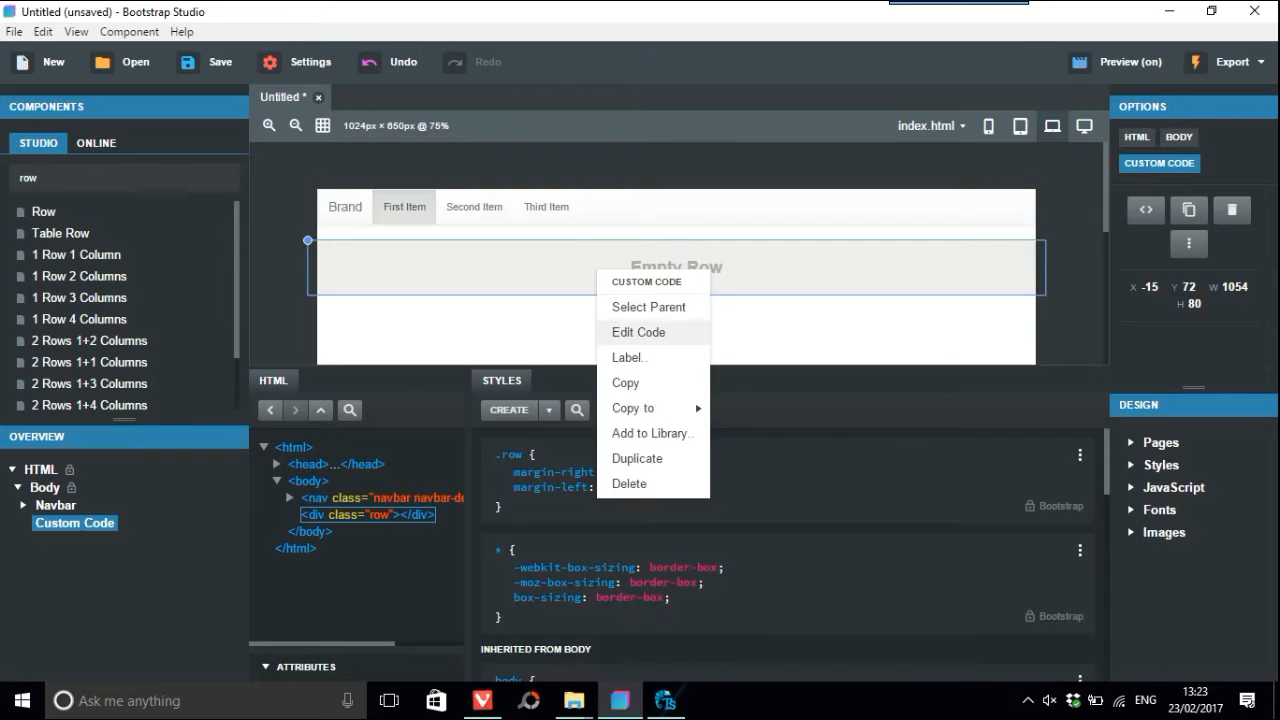 Untitled (unsaved) - Bootstrap Studio
File Edit View Component Help
New Open Save Settings Undo Redo Preview (on) Export
COMPONENTS
STUDIO ONLINE
row
Row
Table Row
1 Row 1 Column
1 Row 2 Columns
1 Row 3 Columns
1 Row 4 Columns
2 Rows 1+2 Columns
2 Rows 1+1 Columns
2 Rows 1+3 Columns
2 Rows 1+4 Columns
OVERVIEW
HTML
Body
Navbar
Custom Code
Untitled *
1024px × 650px @ 75%
index.html
Brand First Item Second Item Third Item
Empty Row
CUSTOM CODE
Select Parent
Edit Code
Label..
Copy
Copy to
Add to Library..
Duplicate
Delete
HTML
<html>
<head>...</head>
<body>
<nav class="navbar navbar-de
<div class="row"></div>
</body>
</html>
ATTRIBUTES
STYLES
CREATE
.row {
margin-right
margin-left:
}
Bootstrap
* {
-webkit-box-sizing: border-box;
-moz-box-sizing: border-box;
box-sizing: border-box;
}
Bootstrap
INHERITED FROM BODY
body {
OPTIONS
HTML BODY
CUSTOM CODE
X -15 Y 72 W 1054
H 80
DESIGN
Pages
Styles
JavaScript
Fonts
Images
Ask me anything
ENG
13:23
23/02/2017